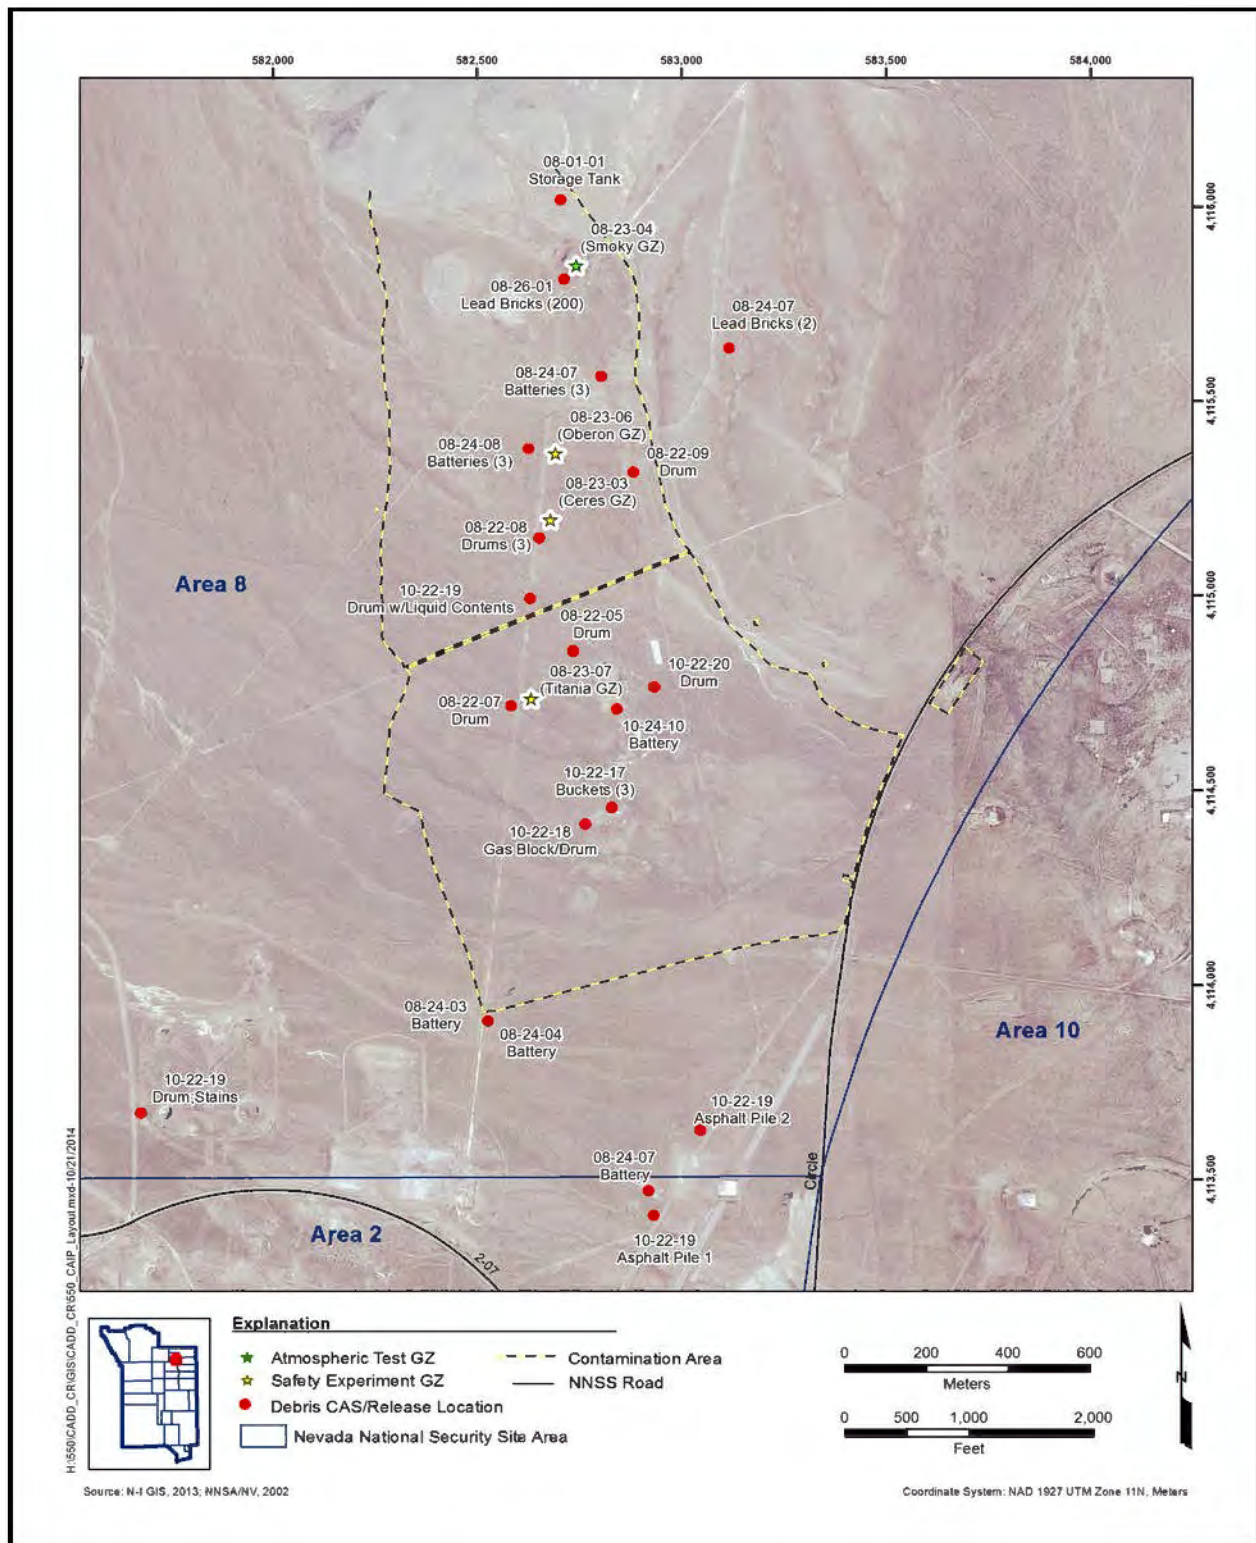 582,000
582,500
583,000
583,500
584,000
08-01-01
Storage Tank
4,116,000
08-23-04
(Smoky GZ)
08-26-01
Lead Bricks (200)
08-24-07
Lead Bricks (2)
08-24-07
Batteries (3)
4,115,500
08-23-06
(Oberon GZ)
08-24-08
Batteries (3)
08-22-09
Drum
08-23-03
(Ceres GZ)
08-22-08
Drums (3)
Area 8
10-22-19
Drum w/Liquid Contents
4,115,000
08-22-05
Drum
08-23-07
(Titania GZ)
10-22-20
Drum
08-22-07
Drum
10-24-10
Battery
10-22-17
Buckets (3)
4,114,500
10-22-18
Gas Block/Drum
4,114,000
08-24-03
Battery
08-24-04
Battery
Area 10
10-22-19
Drum;Stains
10-22-19
Asphalt Pile 2
08-24-07
Battery
Circle
4,113,500
Area 2
2-07
10-22-19
Asphalt Pile 1
H:\550\CADD_CR\GIS\CADD_CR\550_CAIP_Layout.mxd-10/21/2014
Explanation
Atmospheric Test GZ
Safety Experiment GZ
Debris CAS/Release Location
Nevada National Security Site Area
Contamination Area
NNSS Road
0 200 400 600
Meters
0 500 1,000 2,000
Feet
N
Source: N-I GIS, 2013; NNSA/NV, 2002
Coordinate System: NAD 1927 UTM Zone 11N, Meters